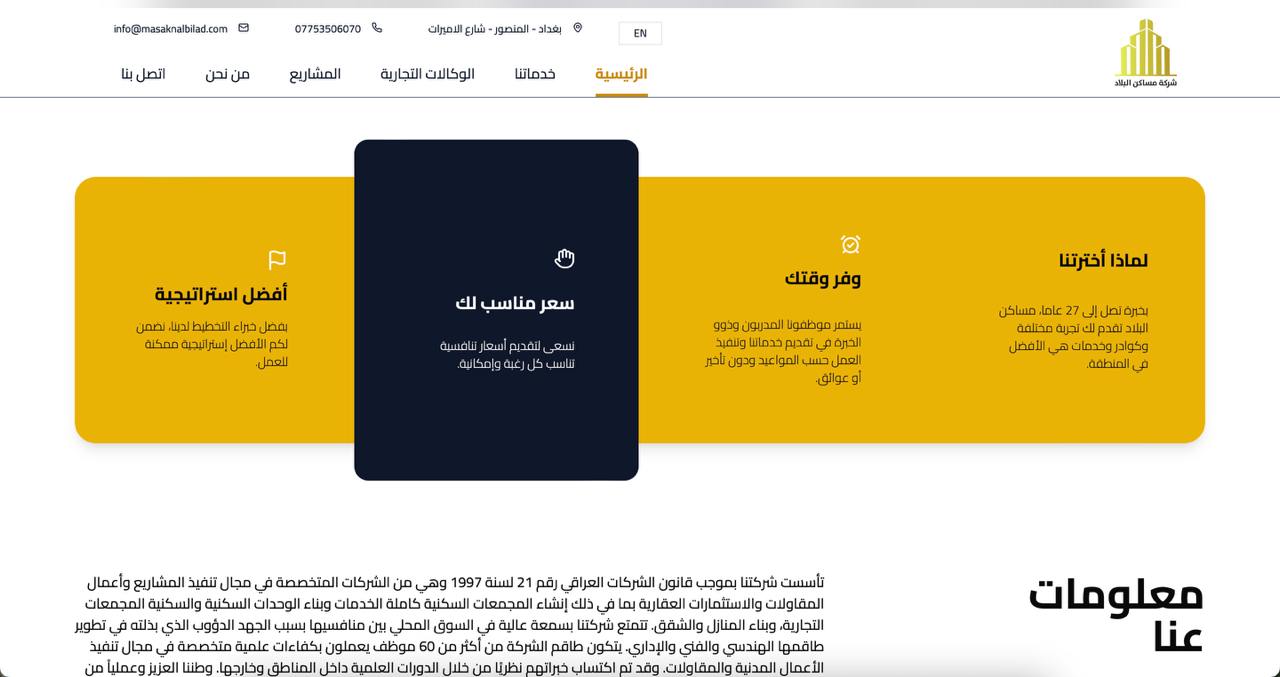 شركة مساكن البلاد
EN
بغداد - المنصور - شارع الاميرات
07753506070
info@masaknalbilad.com
الرئيسية
خدماتنا
الوكالات التجارية
المشاريع
من نحن
اتصل بنا
لماذا أخترتنا
بخبرة تصل إلى 27 عاما، مساكن
البلاد تقدم لك تجربة مختلفة
وكوادر وخدمات هي الأفضل
في المنطقة.
وفر وقتك
يستمر موظفونا المدربون وذوو
الخبرة في تقديم خدماتنا وتنفيذ
العمل حسب المواعيد ودون تأخير
أو عوائق.
سعر مناسب لك
نسعى لتقديم أسعار تنافسية
تناسب كل رغبة وإمكانية.
أفضل استراتيجية
بفضل خبراء التخطيط لدينا، نضمن
لكم الأفضل إستراتيجية ممكنة
للعمل.
معلومات
عنا
تأسست شركتنا بموجب قانون الشركات العراقي رقم 21 لسنة 1997 وهي من الشركات المتخصصة في مجال تنفيذ المشاريع وأعمال
المقاولات والاستثمارات العقارية بما في ذلك إنشاء المجمعات السكنية كاملة الخدمات وبناء الوحدات السكنية والسكنية المجمعات
التجارية، وبناء المنازل والشقق. تتمتع شركتنا بسمعة عالية في السوق المحلي بين منافسيها بسبب الجهد الدؤوب الذي بذلته في تطوير
طاقمها الهندسي والفني والإداري. يتكون طاقم الشركة من أكثر من 60 موظف يعملون بكفاءات علمية متخصصة في مجال تنفيذ
الأعمال المدنية والمقاولات. وقد تم اكتساب خبراتهم نظريًا من خلال الدورات العلمية داخل المناطق وخارجها. وطننا العزيز وعملياً من